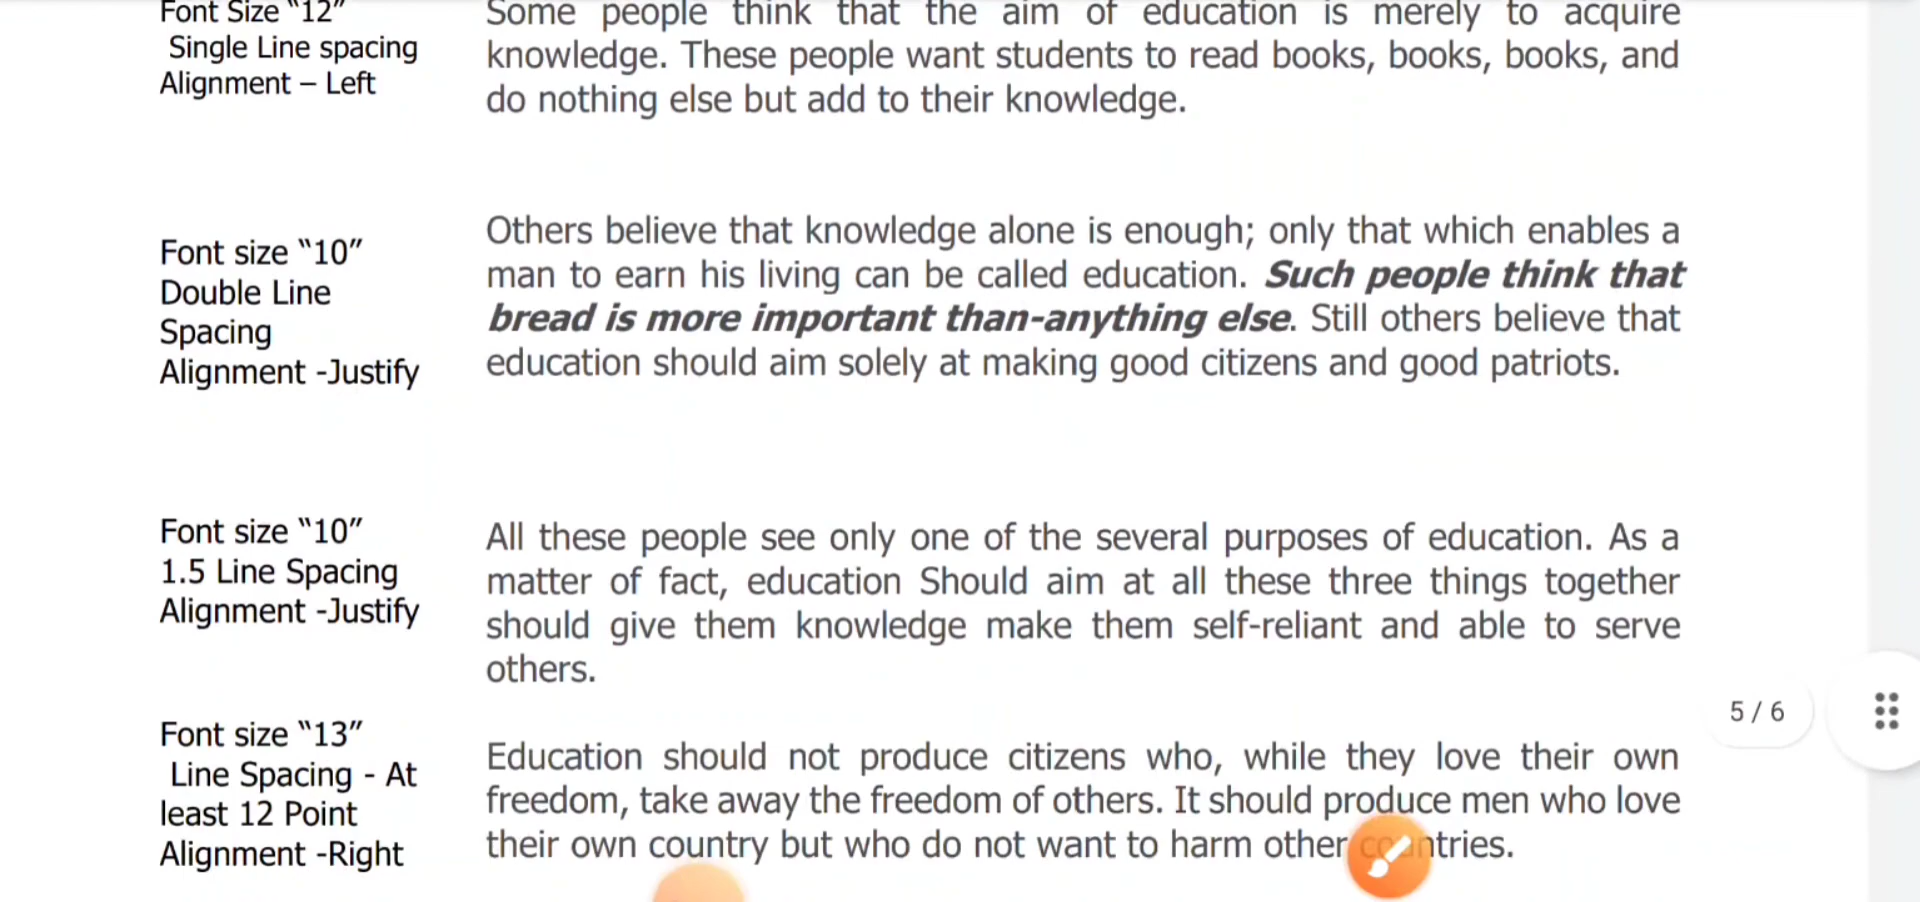 Font Size "12"
Single Line spacing
Alignment – Left
Some people think that the aim of education is merely to acquire
knowledge. These people want students to read books, books, books, and
do nothing else but add to their knowledge.
Font size "10"
Double Line
Spacing
Alignment -Justify
Others believe that knowledge alone is enough; only that which enables a
man to earn his living can be called education. Such people think that
bread is more important than-anything else. Still others believe that
education should aim solely at making good citizens and good patriots.
Font size "10"
1.5 Line Spacing
Alignment -Justify
All these people see only one of the several purposes of education. As a
matter of fact, education Should aim at all these three things together
should give them knowledge make them self-reliant and able to serve
others.
5 / 6
Font size "13"
Line Spacing - At
least 12 Point
Alignment -Right
Education should not produce citizens who, while they love their own
freedom, take away the freedom of others. It should produce men who love
their own country but who do not want to harm other countries.